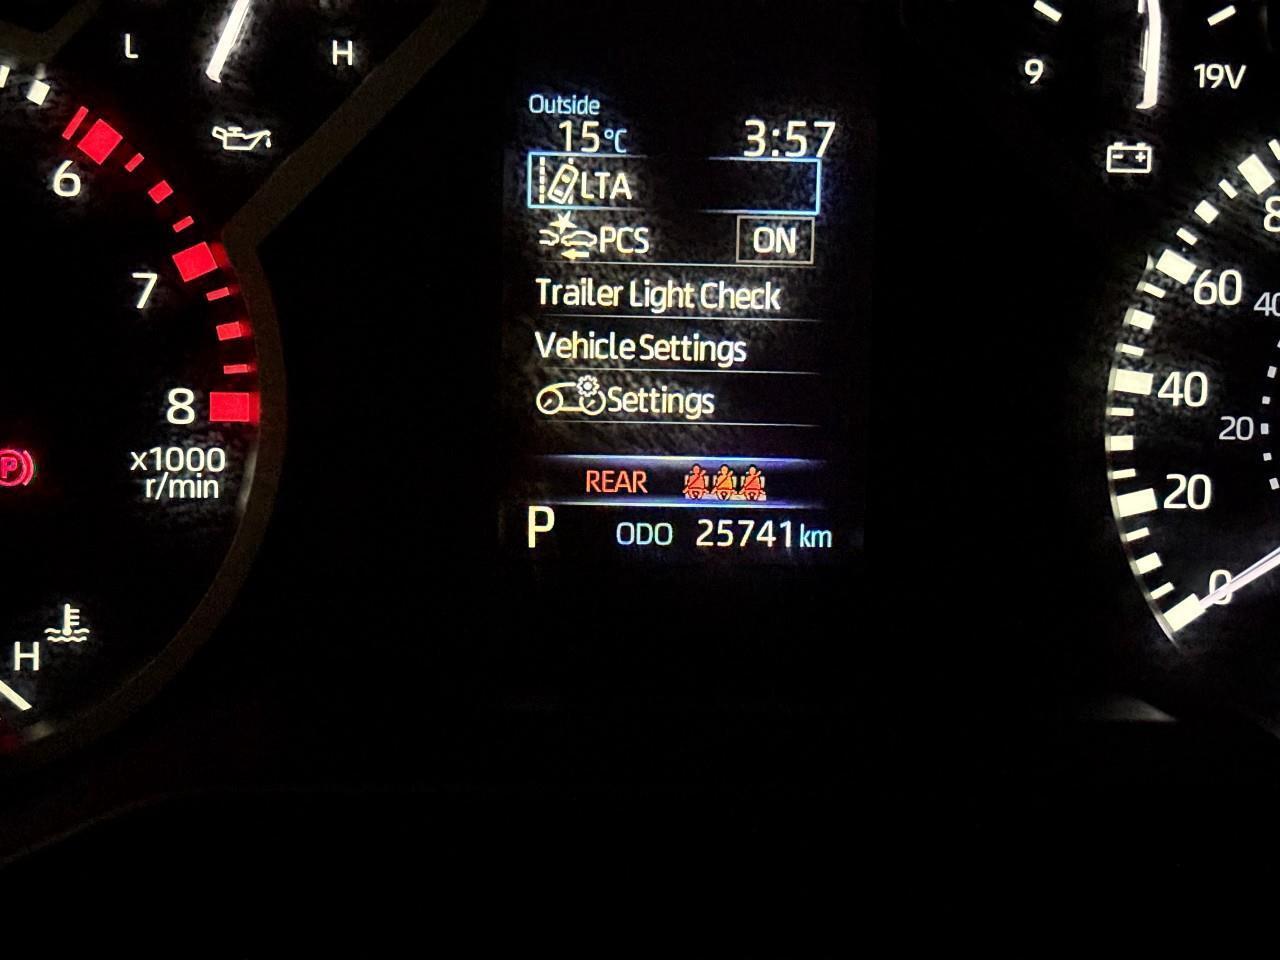 L
H
6
7
8
x1000
r/min
P
H
Outside
15°C 3:57
LTA
PCS ON
Trailer Light Check
Vehicle Settings
Settings
REAR
P ODO 25741 km
9
19V
60
40
20
0
40
20